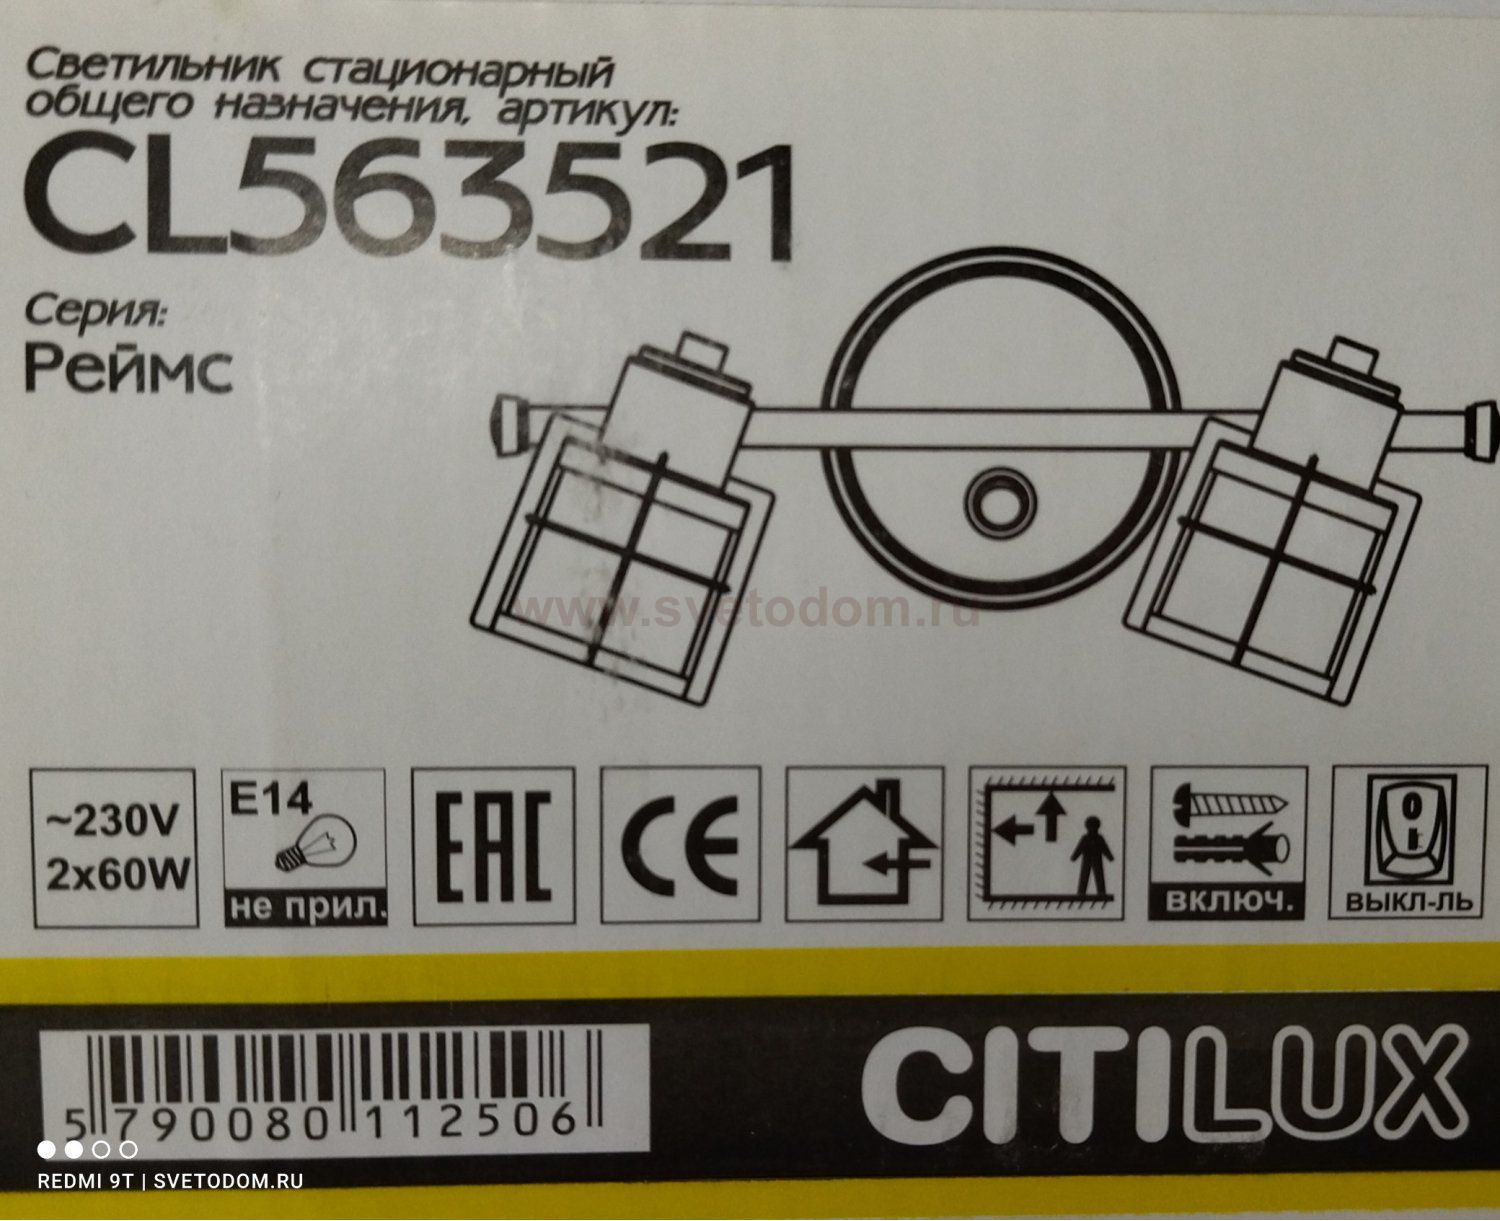 Светильник стационарный
общего назначения, артикул:
CL563521
Серия:
Реймс
www.svetodom.ru
~230V
2x60W
E14
не прил.
EAC
CE
включ.
O
I
ВЫКЛ-ЛЬ
5 790080 112506
CITILUX
REDMI 9T | SVETODOM.RU